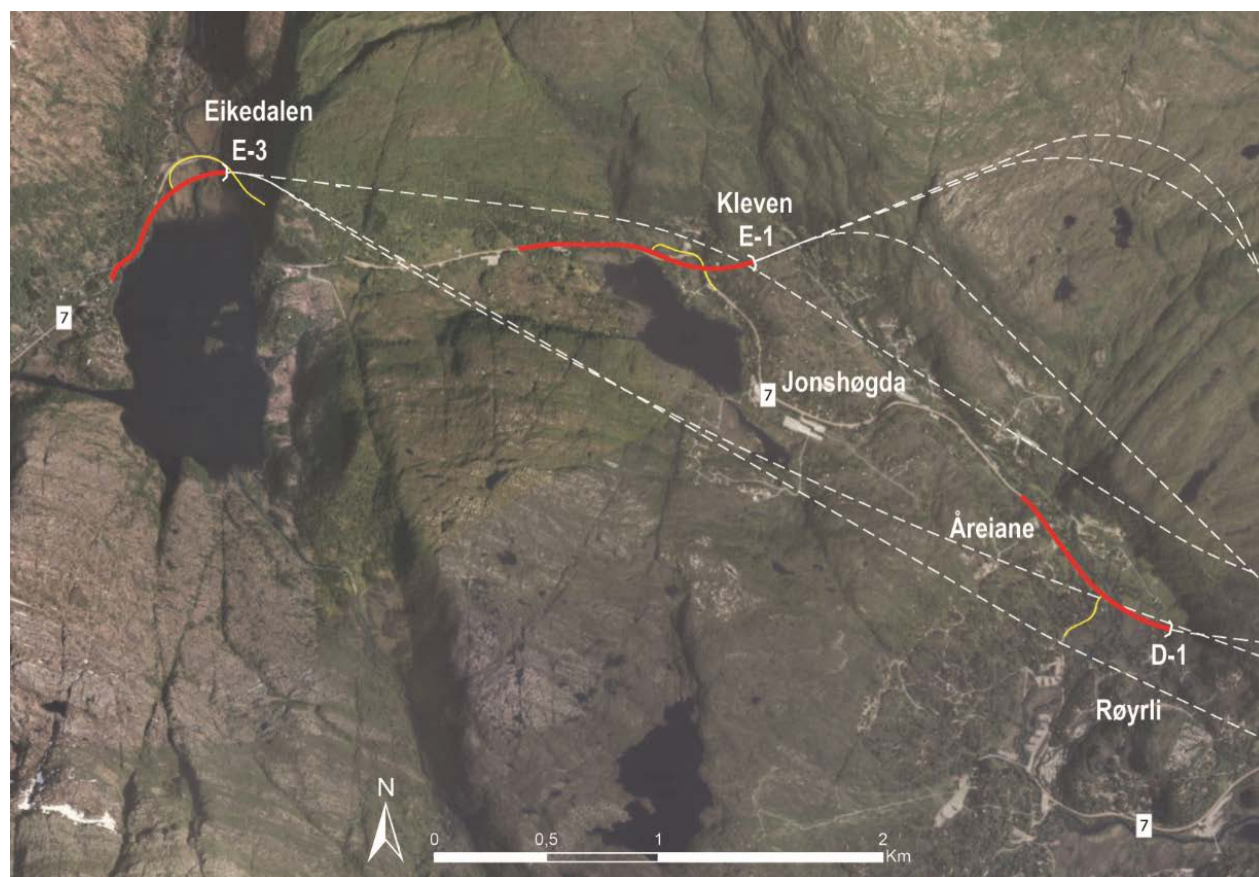 Eikedalen
E-3
Kleven
E-1
7
Jonshøgda
7
Åreiane
D-1
Røyrli
N
7
0
0,5
1
2
Km